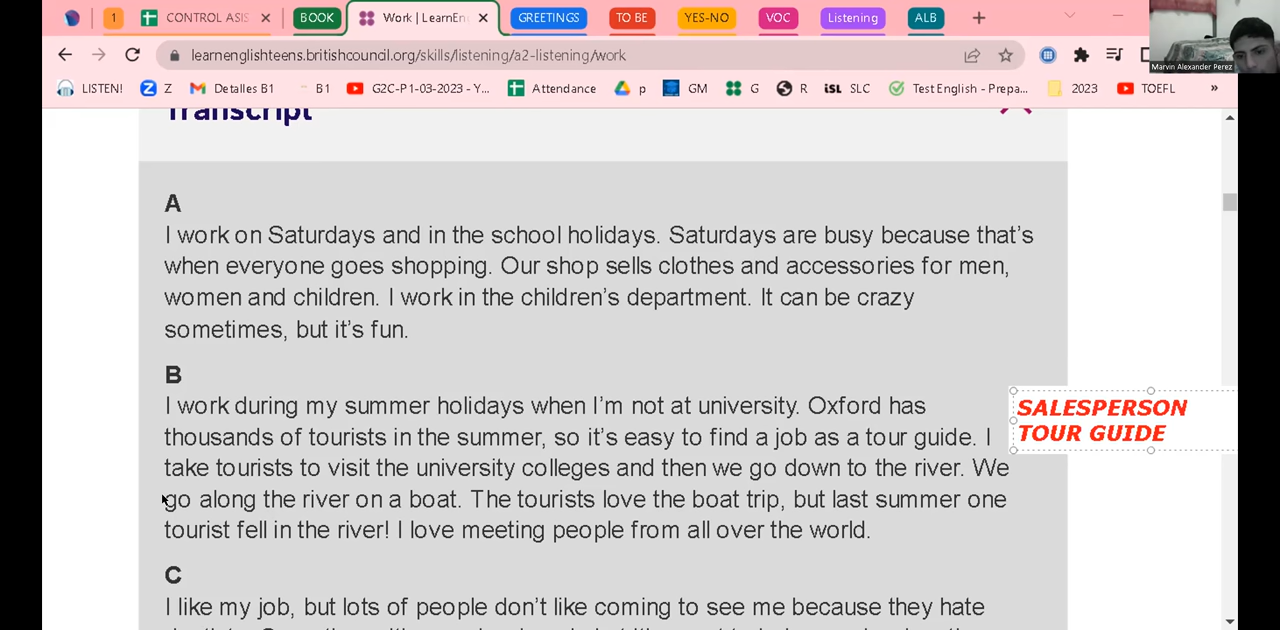 1 CONTROL ASIS BOOK Work | LearnEn GREETINGS TO BE YES-NO VOC Listening ALB
learnenglishteens.britishcouncil.org/skills/listening/a2-listening/work
Marvin Alexander Perez
LISTEN! Z Detalles B1 B1 G2C-P1-03-2023 - Y... Attendance p GM G R SLC Test English - Prepa... 2023 TOEFL »
Transcript
A
I work on Saturdays and in the school holidays. Saturdays are busy because that's
when everyone goes shopping. Our shop sells clothes and accessories for men,
women and children. I work in the children's department. It can be crazy
sometimes, but it's fun.
B
I work during my summer holidays when I'm not at university. Oxford has
thousands of tourists in the summer, so it's easy to find a job as a tour guide. I
take tourists to visit the university colleges and then we go down to the river. We
go along the river on a boat. The tourists love the boat trip, but last summer one
tourist fell in the river! I love meeting people from all over the world.
SALESPERSON
TOUR GUIDE
C
I like my job, but lots of people don't like coming to see me because they hate